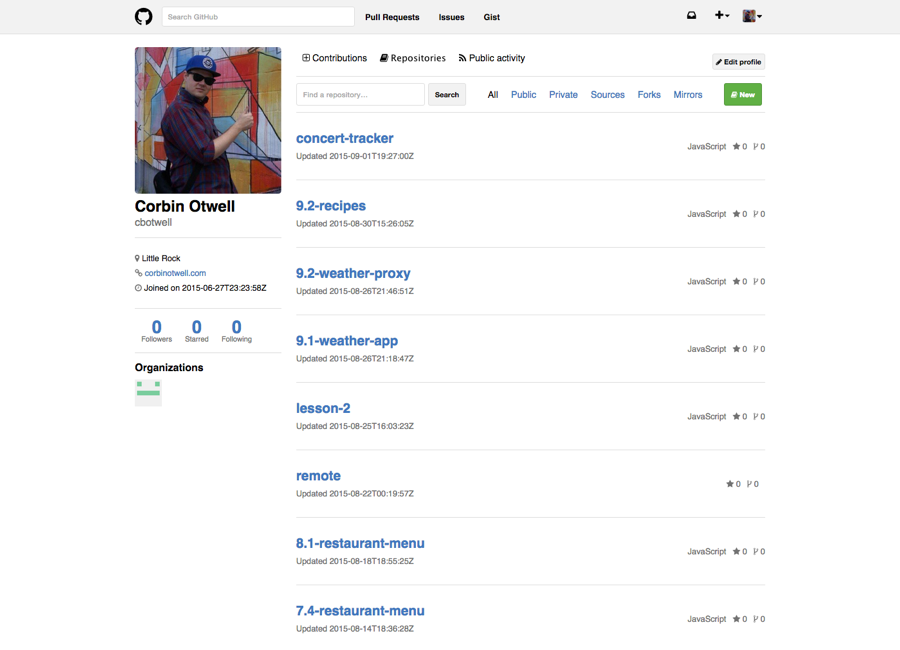 Search GitHub Pull Requests Issues Gist
Contributions Repositories Public activity Edit profile
Find a repository... Search All Public Private Sources Forks Mirrors New
Corbin Otwell
cbotwell
Little Rock
corbinotwell.com
Joined on 2015-06-27T23:23:58Z
0 0 0
Followers Starred Following
Organizations
concert-tracker
JavaScript 0 0
Updated 2015-09-01T19:27:00Z
9.2-recipes
JavaScript 0 0
Updated 2015-08-30T15:26:05Z
9.2-weather-proxy
JavaScript 0 0
Updated 2015-08-26T21:46:51Z
9.1-weather-app
JavaScript 0 0
Updated 2015-08-26T21:18:47Z
lesson-2
JavaScript 0 0
Updated 2015-08-25T16:03:23Z
remote
0 0
Updated 2015-08-22T00:19:57Z
8.1-restaurant-menu
JavaScript 0 0
Updated 2015-08-18T18:55:25Z
7.4-restaurant-menu
JavaScript 0 0
Updated 2015-08-14T18:36:28Z